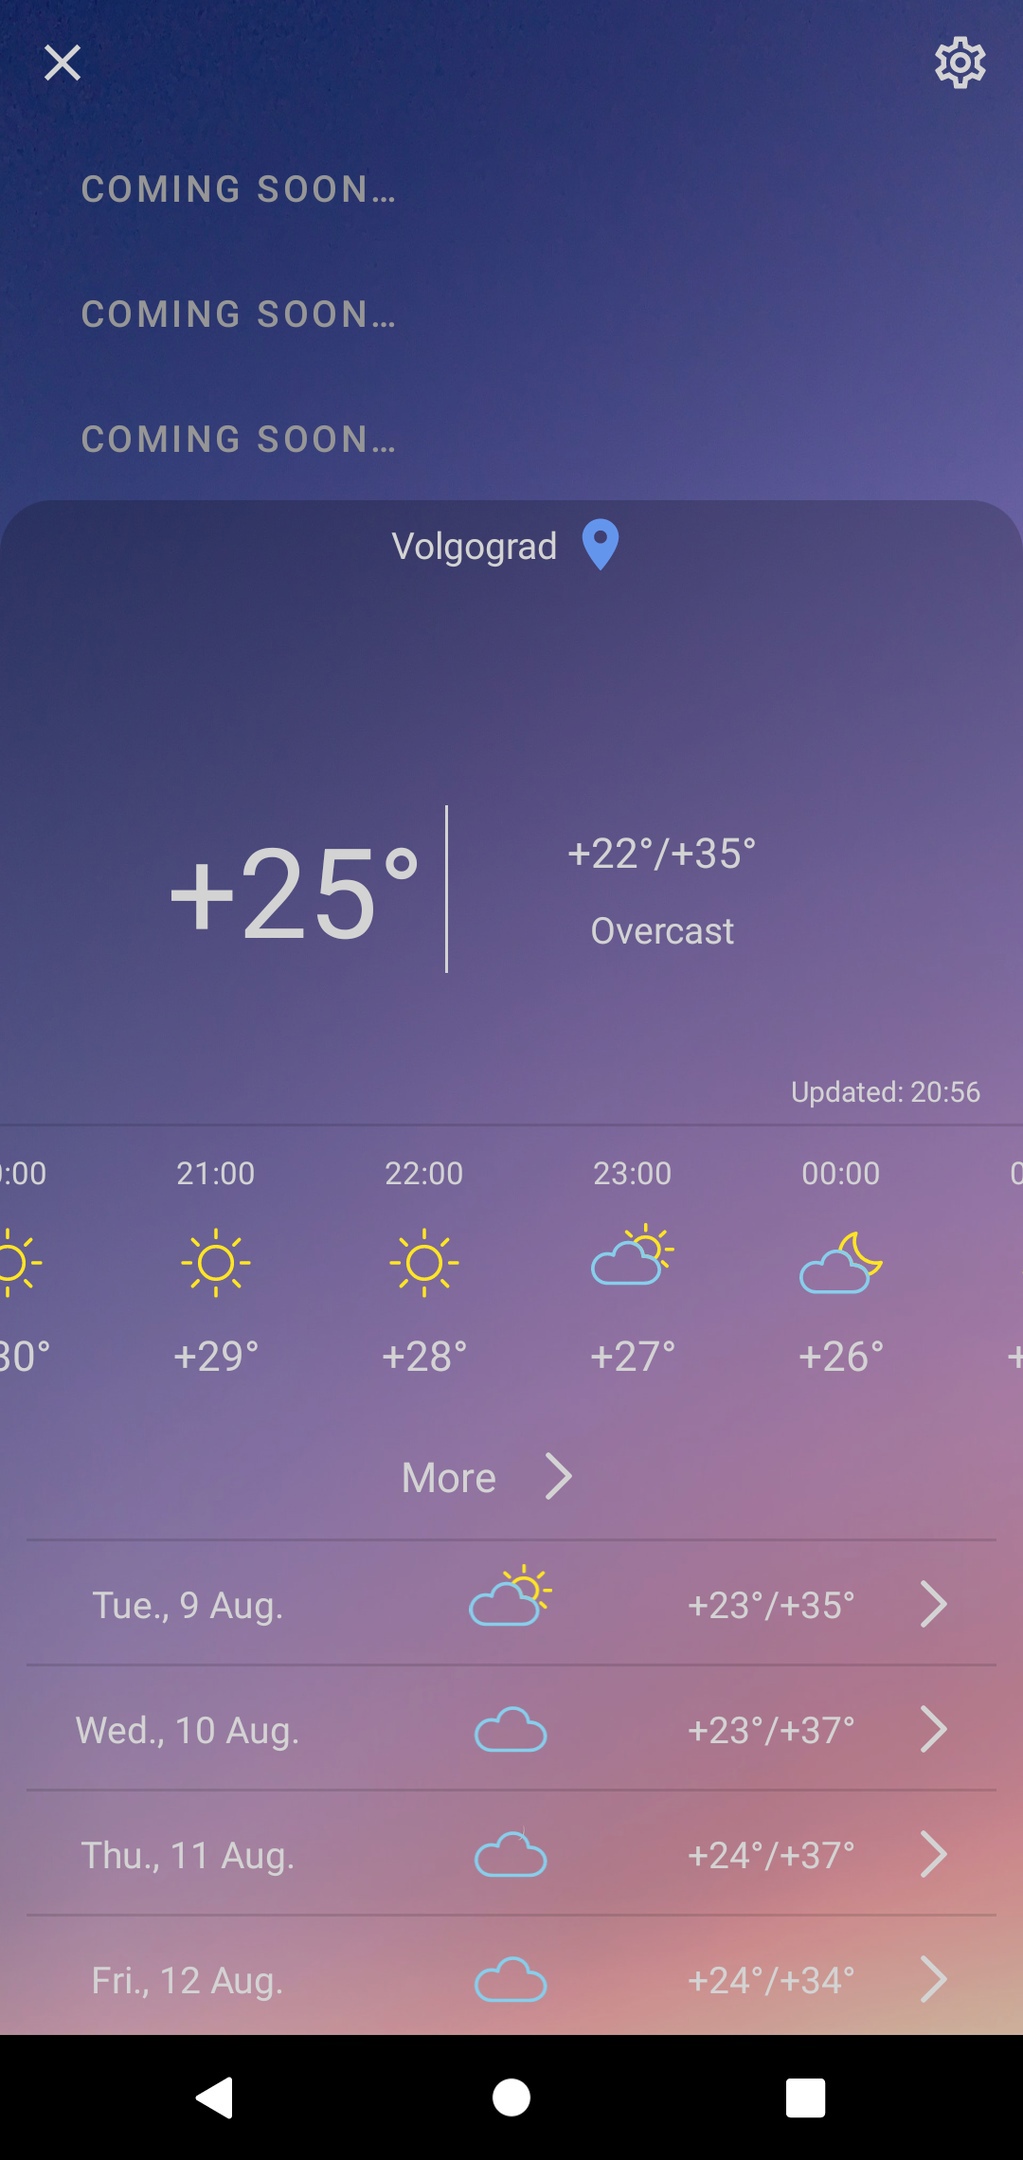 COMING SOON...
COMING SOON...
COMING SOON...
Volgograd
+25°
+22°/+35°
Overcast
Updated: 20:56
:00 21:00 22:00 23:00 00:00
30° +29° +28° +27° +26° +
More
Tue., 9 Aug. +23°/+35°
Wed., 10 Aug. +23°/+37°
Thu., 11 Aug. +24°/+37°
Fri., 12 Aug. +24°/+34°